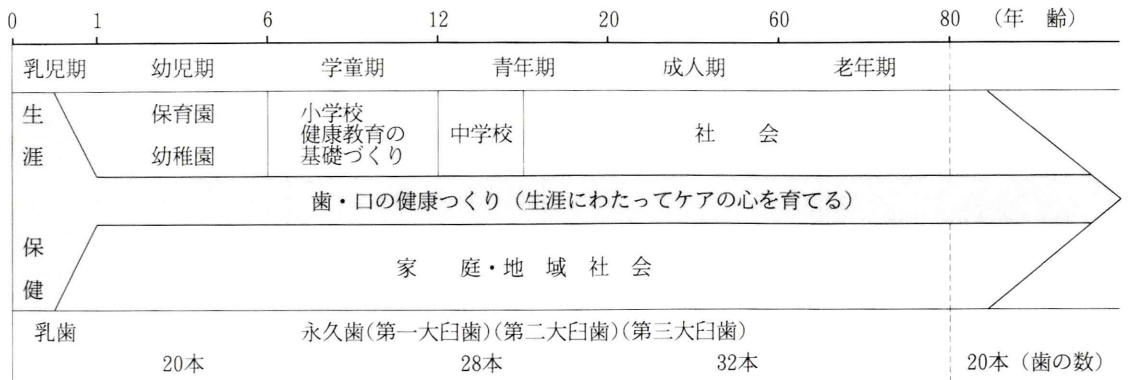 0 1 6 12 20 60 80 (年 齢)
乳児期 幼児期 学童期 青年期 成人期 老年期
生涯
保育園
幼稚園
小学校
健康教育の
基礎づくり
中学校
社 会
歯・口の健康つくり(生涯にわたってケアの心を育てる)
保健
家 庭・地 域 社 会
乳歯 永久歯(第一大臼歯)(第二大臼歯)(第三大臼歯)
20本 28本 32本 20本(歯の数)